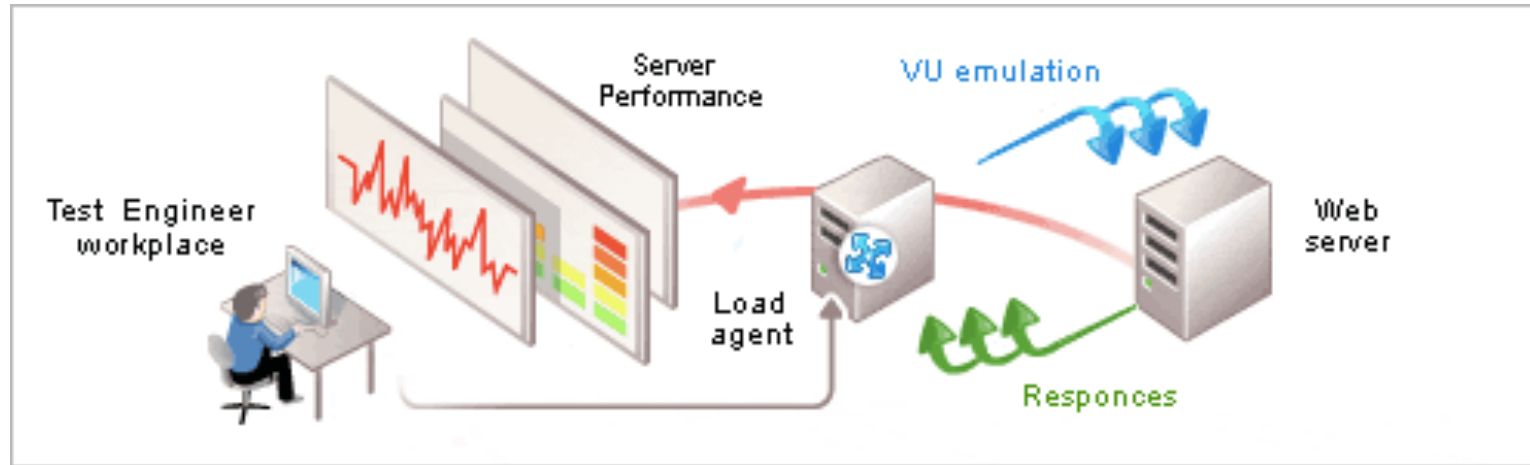 Server
Performance
VU emulation
Test Engineer
workplace
Web
server
Load
agent
Responces